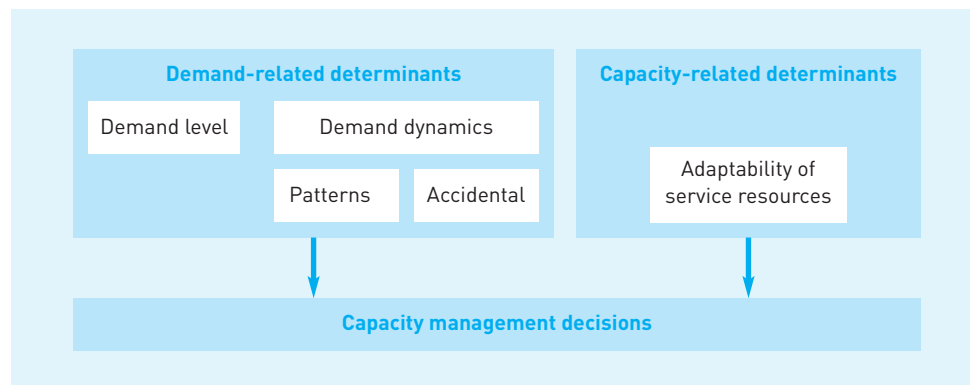 Demand-related determinants
Demand level
Demand dynamics
Patterns
Accidental
Capacity-related determinants
Adaptability of
service resources
Capacity management decisions